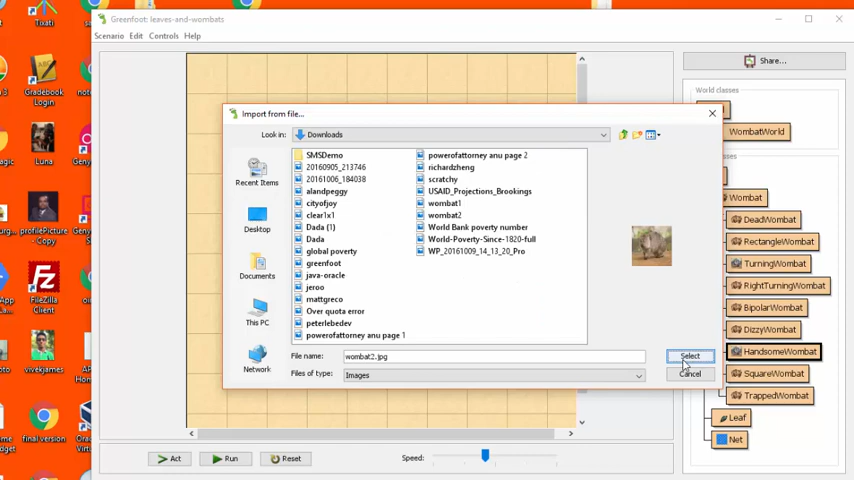 Tixati
Gradebook
Login
Luna
profilePictur
- Copy
FileZilla
Client
vivekjames
final version
Greenfoot: leaves-and-wombats
Scenario Edit Controls Help
Share...
World classes
WombatWorld
Wombat
DeadWombat
RectangleWombat
TurningWombat
RightTurningWombat
BipolarWombat
DizzyWombat
HandsomeWombat
SquareWombat
TrappedWombat
Leaf
Net
Import from file...
Look in: Downloads
Recent Items
Desktop
Documents
This PC
Network
SMSDemo
20160905_213746
20161006_184038
alandpeggy
cityofjoy
clear1x1
Dada (1)
Dada
global poverty
greenfoot
java-oracle
jeroo
mattgreco
Over quota error
peterlebedev
powerofattorney anu page 1
powerofattorney anu page 2
richardzheng
scratchy
USAID_Projections_Brookings
wombat1
wombat2
World Bank poverty number
World-Poverty-Since-1820-full
WP_20161009_14_13_20_Pro
File name: wombat2.jpg
Files of type: Images
Select
Cancel
Act Run Reset Speed: